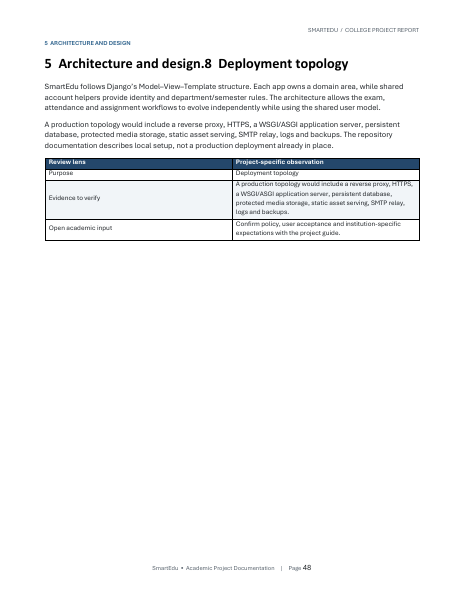 SMARTEDU / COLLEGE PROJECT REPORT
5 ARCHITECTURE AND DESIGN
5 Architecture and design.8 Deployment topology
SmartEdu follows Django's Model–View–Template structure. Each app owns a domain area, while shared
account helpers provide identity and department/semester rules. The architecture allows the exam,
attendance and assignment workflows to evolve independently while using the shared user model.
A production topology would include a reverse proxy, HTTPS, a WSGI/ASGI application server, persistent
database, protected media storage, static asset serving, SMTP relay, logs and backups. The repository
documentation describes local setup, not a production deployment already in place.
Review lens Project-specific observation
Purpose Deployment topology
Evidence to verify
A production topology would include a reverse proxy, HTTPS,
a WSGI/ASGI application server, persistent database,
protected media storage, static asset serving, SMTP relay,
logs and backups.
Open academic input
Confirm policy, user acceptance and institution-specific
expectations with the project guide.
SmartEdu • Academic Project Documentation | Page 48